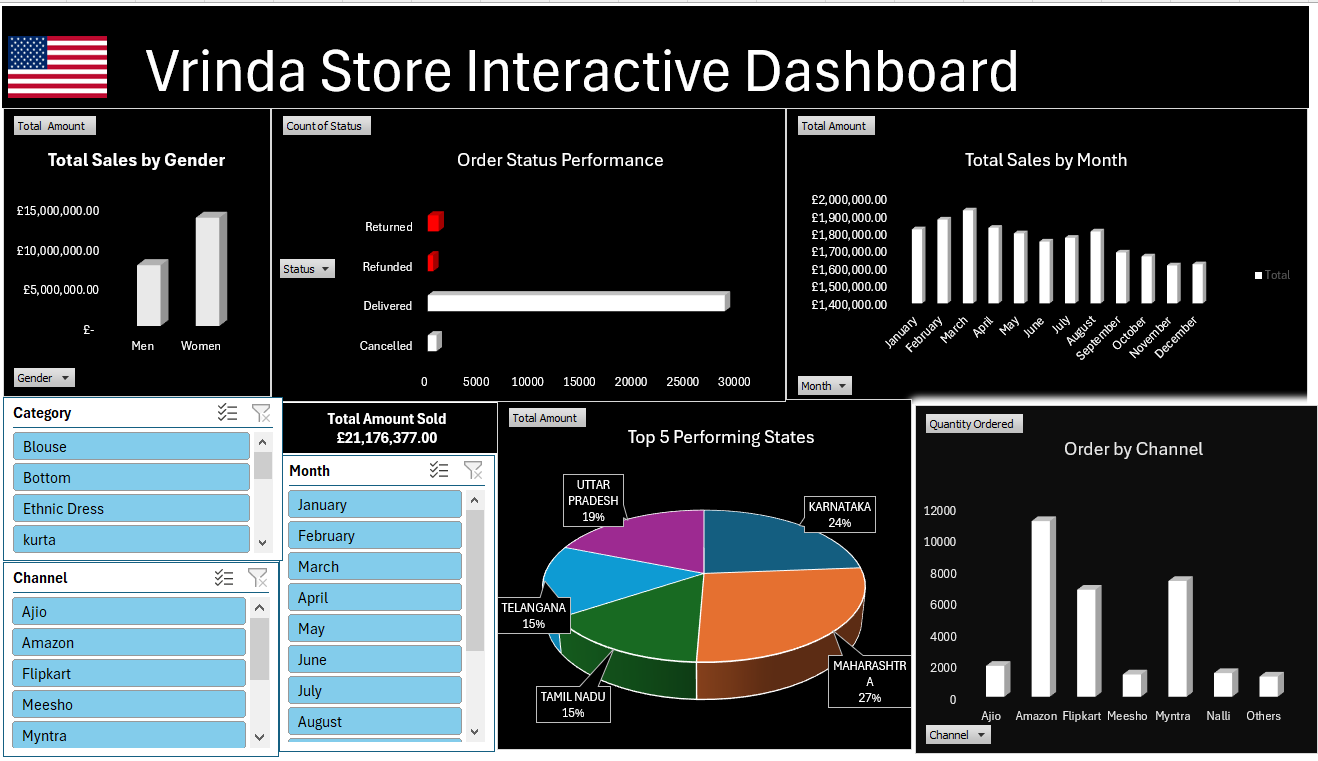 Vrinda Store Interactive Dashboard
Total Amount
Total Sales by Gender
£15,000,000.00
£10,000,000.00
£5,000,000.00
£-
Men Women
Gender
Count of Status
Order Status Performance
Status
Returned
Refunded
Delivered
Cancelled
0 5000 10000 15000 20000 25000 30000
Total Amount
Total Sales by Month
£2,000,000.00
£1,900,000.00
£1,800,000.00
£1,700,000.00
£1,600,000.00
£1,500,000.00
£1,400,000.00
January February March April May June July August September October November December
Total
Month
Category
Blouse
Bottom
Ethnic Dress
kurta
Channel
Ajio
Amazon
Flipkart
Meesho
Myntra
Total Amount Sold
£21,176,377.00
Month
January
February
March
April
May
June
July
August
Total Amount
Top 5 Performing States
UTTAR
PRADESH
19%
KARNATAKA
24%
TELANGANA
15%
TAMIL NADU
15%
MAHARASHTR
A
27%
Quantity Ordered
Order by Channel
12000
10000
8000
6000
4000
2000
0
Ajio Amazon Flipkart Meesho Myntra Nalli Others
Channel